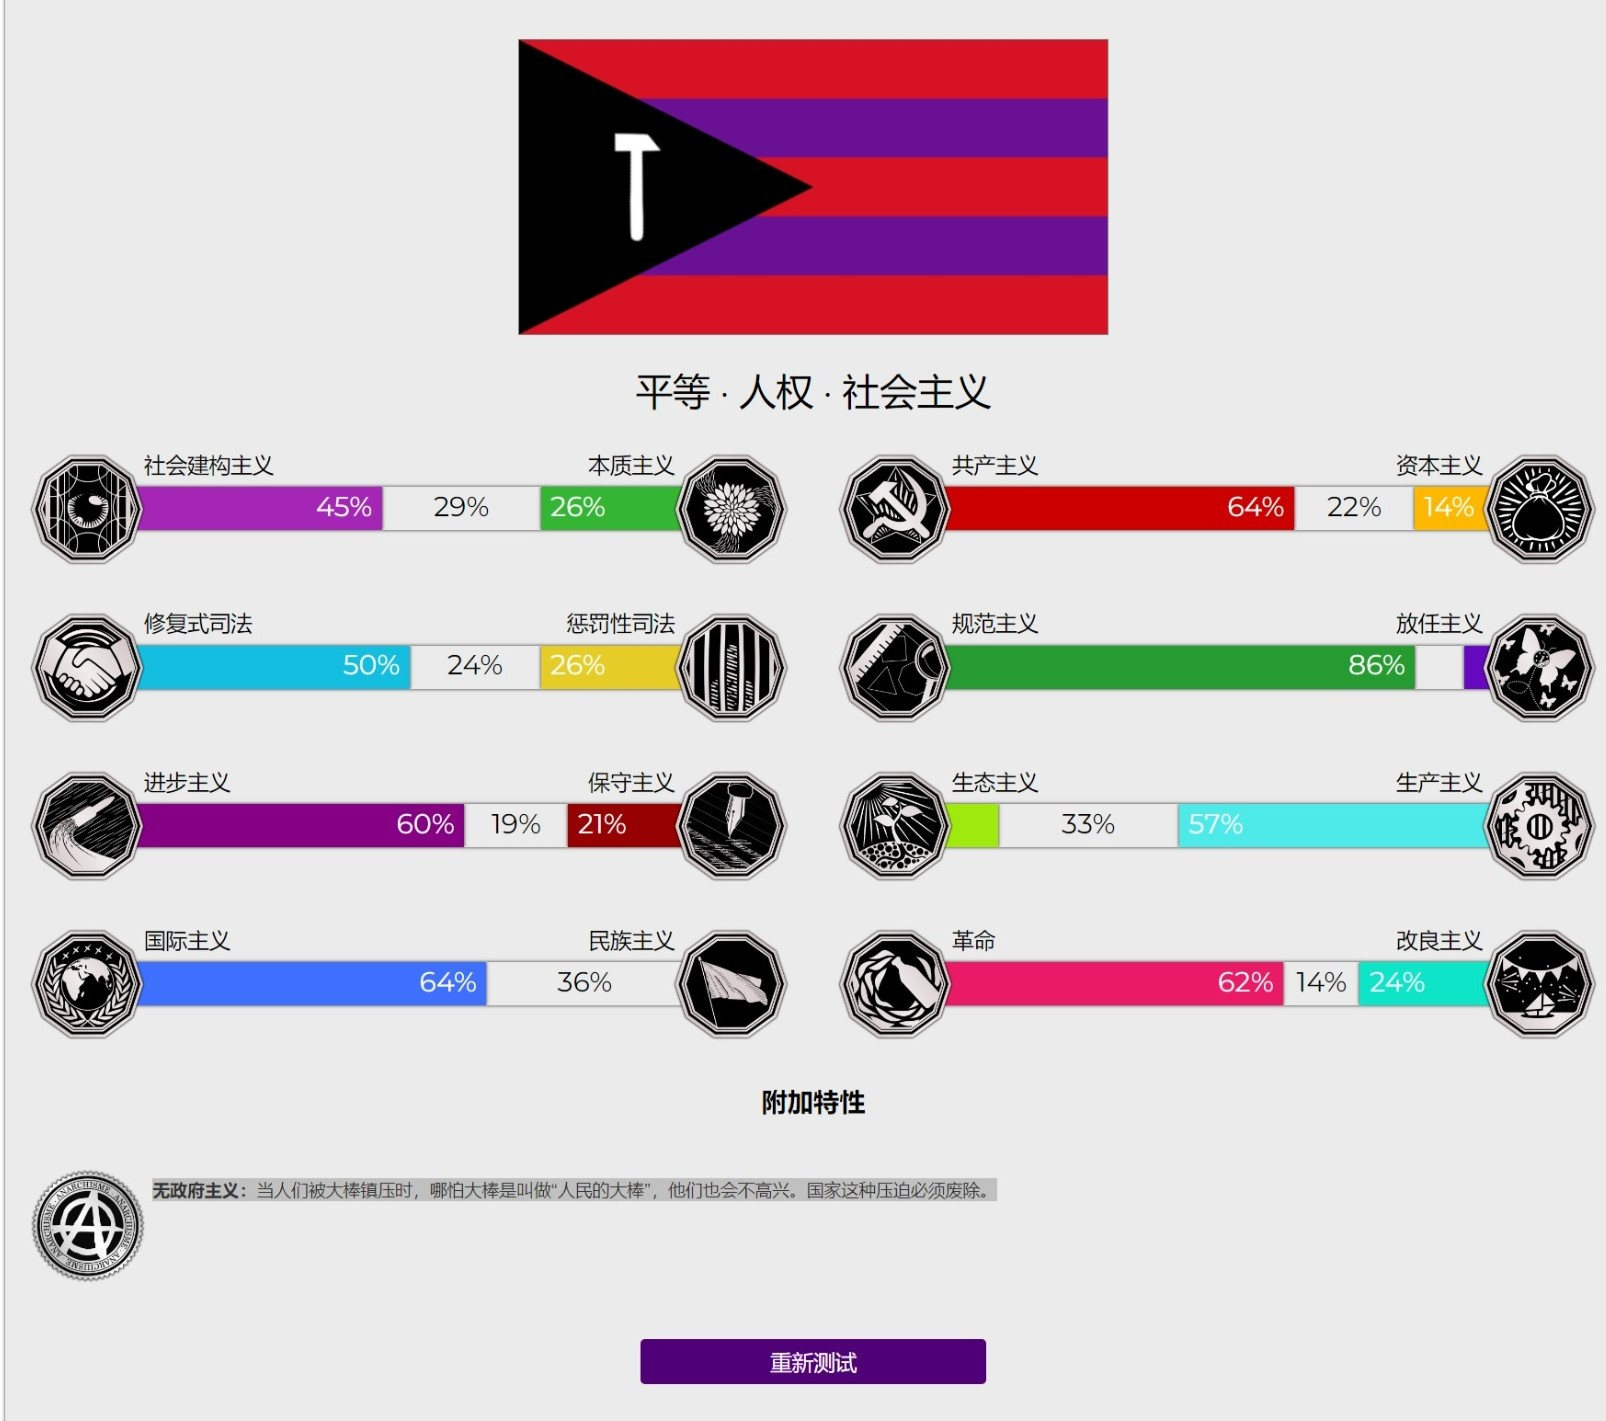 平等 · 人权 · 社会主义
社会建构主义 本质主义
45% 29% 26%
共产主义 资本主义
64% 22% 14%
修复式司法 惩罚性司法
50% 24% 26%
规范主义 放任主义
86%
进步主义 保守主义
60% 19% 21%
生态主义 生产主义
33% 57%
国际主义 民族主义
64% 36%
革命 改良主义
62% 14% 24%
附加特性
ANARCHISME · ANARCHISME · ANARCHISME · ANARCHISME
无政府主义：当人们被大棒镇压时，哪怕大棒是叫做“人民的大棒”，他们也会不高兴。国家这种压迫必须废除。
重新测试